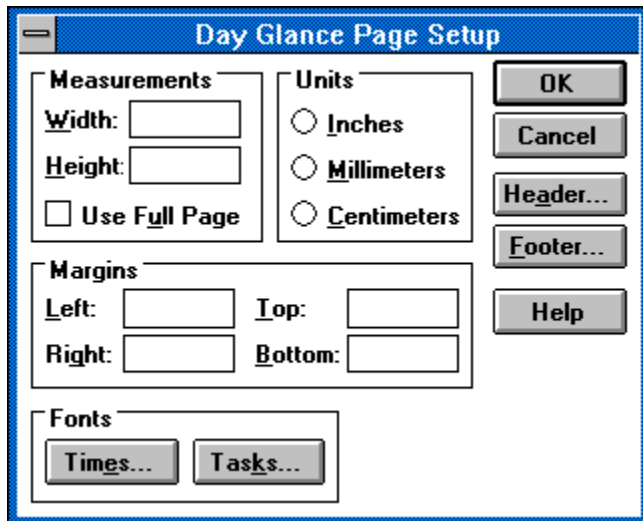 Day Glance Page Setup
Measurements
Width:
Height:
Use Full Page
Units
Inches
Millimeters
Centimeters
OK
Cancel
Header...
Footer...
Help
Margins
Left:
Top:
Right:
Bottom:
Fonts
Times...
Tasks...